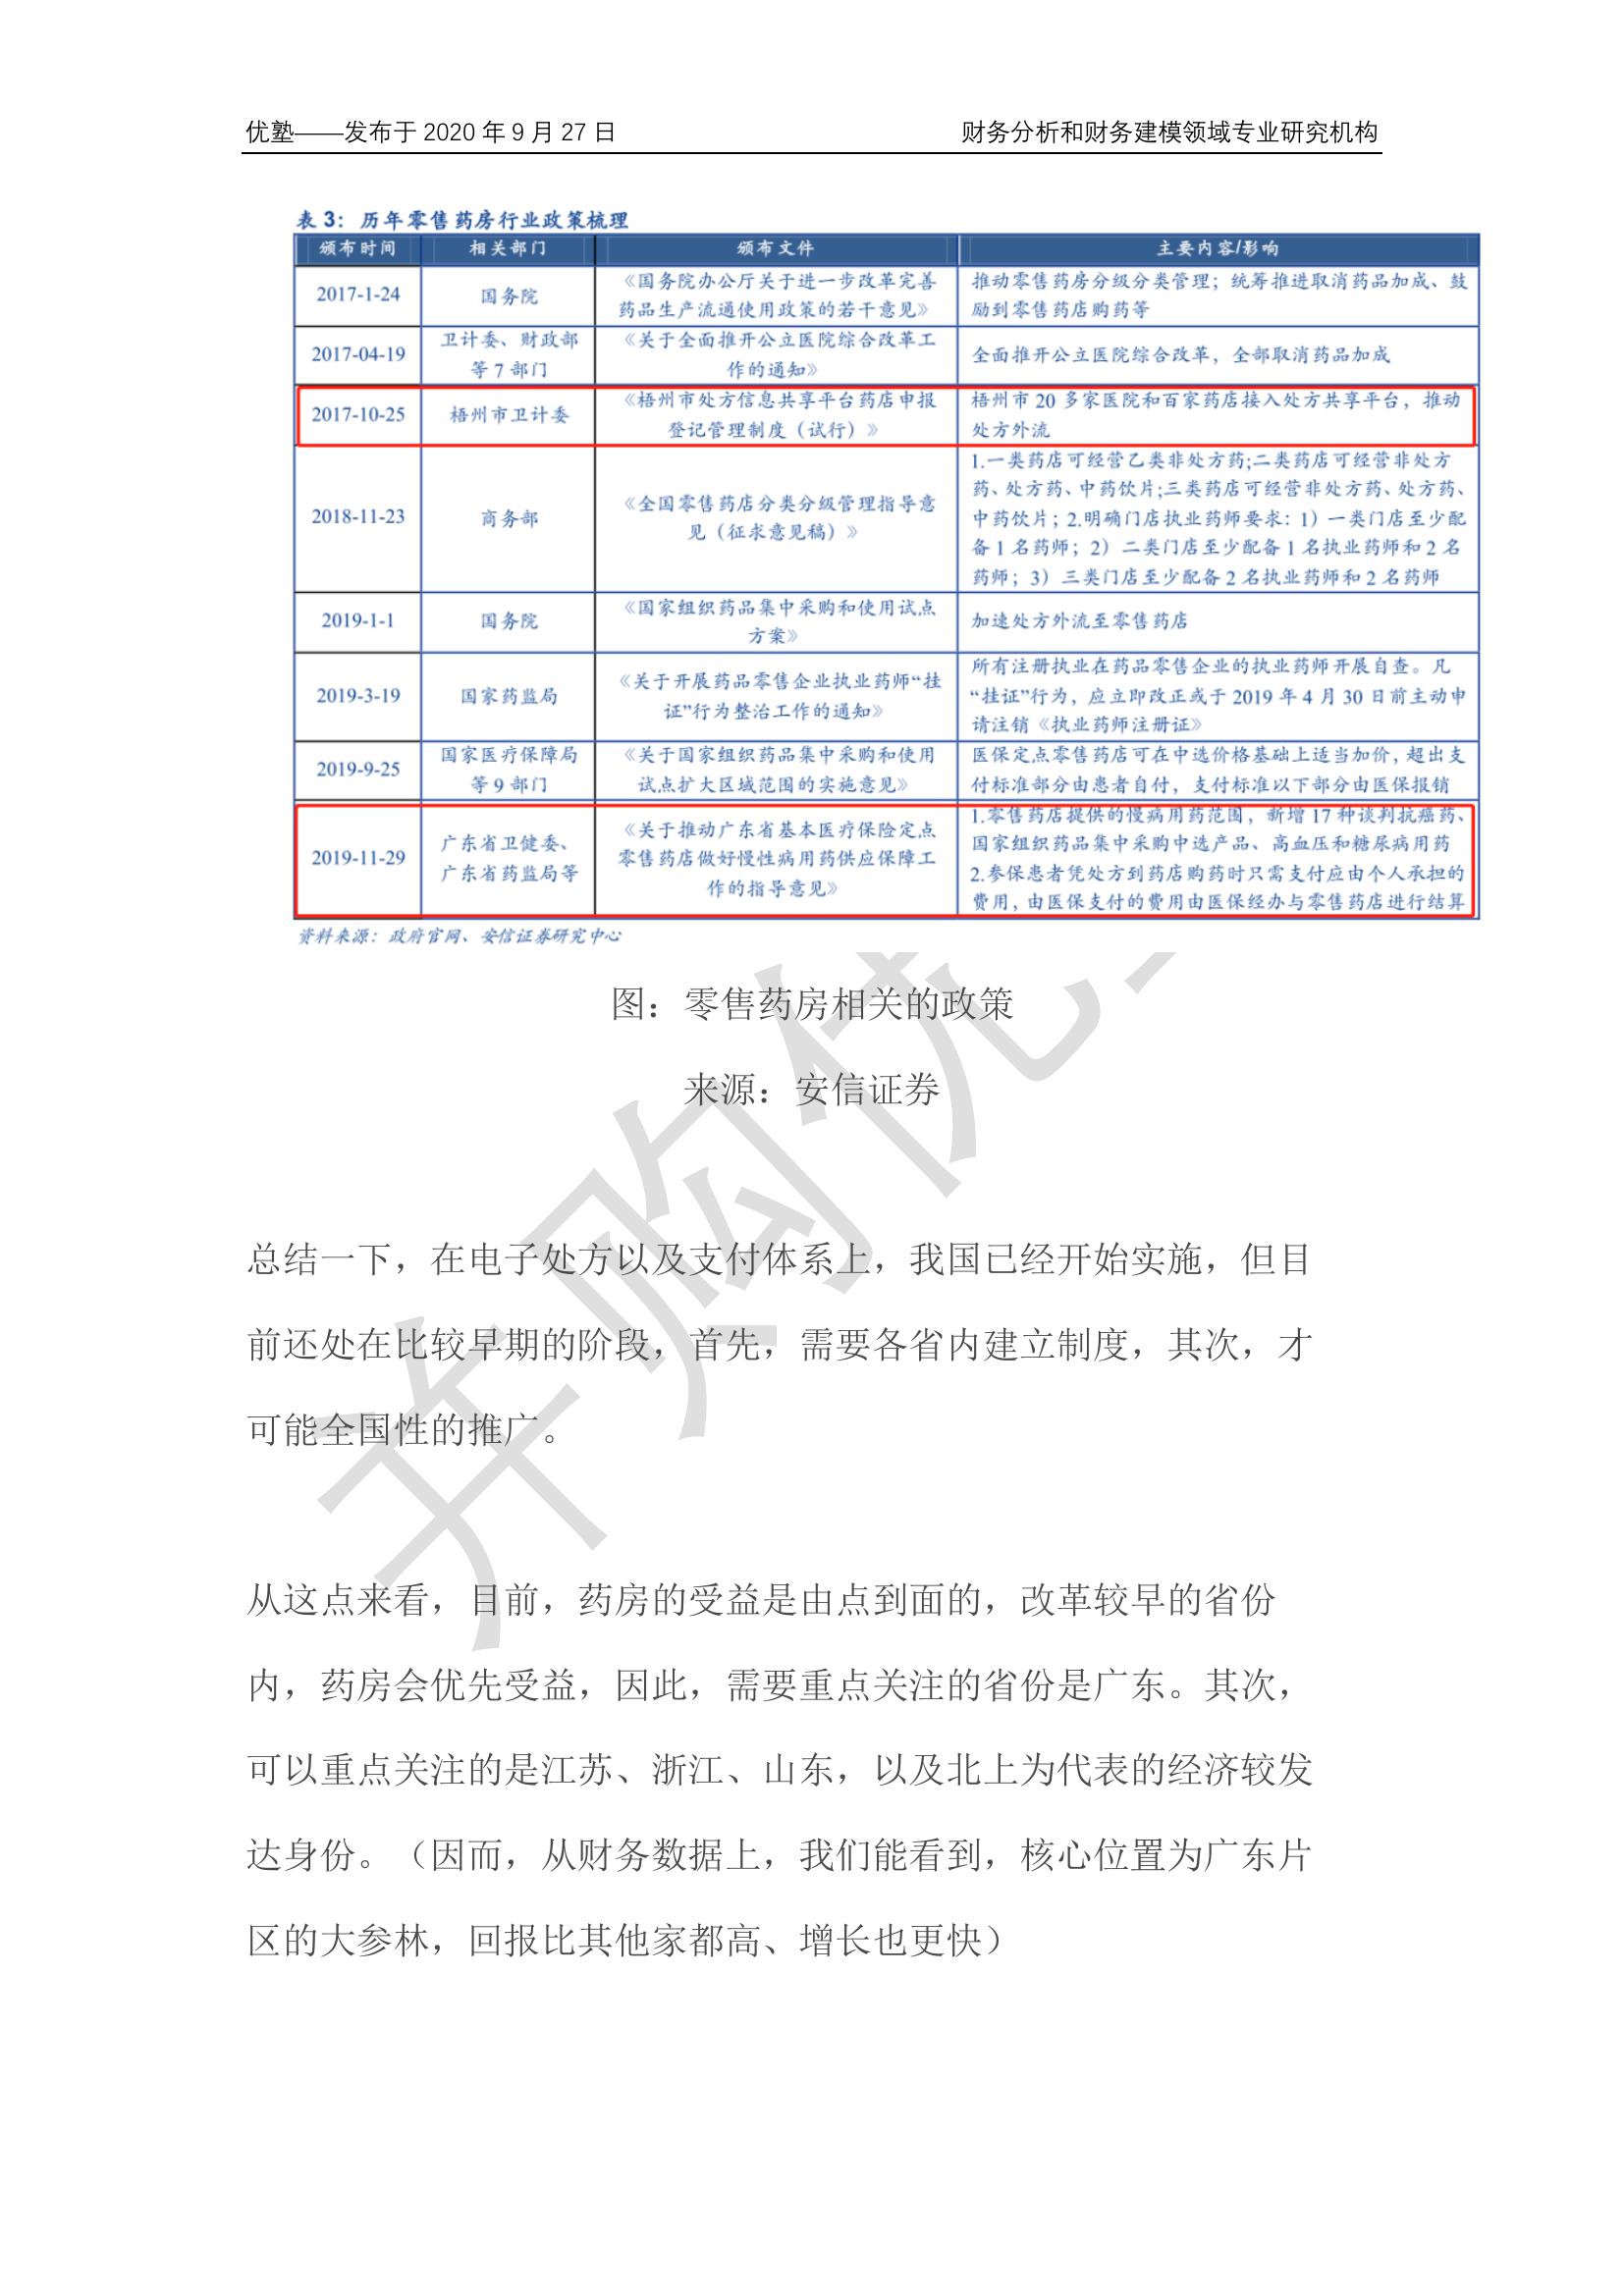 优塾——发布于 2020 年 9 月 27 日 财务分析和财务建模领域专业研究机构
表 3：历年零售药房行业政策梳理
颁布时间 相关部门 颁布文件 主要内容/影响
2017-1-24 国务院 《国务院办公厅关于进一步改革完善
药品生产流通使用政策的若干意见》 推动零售药房分级分类管理；统筹推进取消药品加成、鼓
励到零售药店购药等
2017-04-19 卫计委、财政部
等 7 部门 《关于全面推开公立医院综合改革工
作的通知》 全面推开公立医院综合改革，全部取消药品加成
2017-10-25 梧州市卫计委 《梧州市处方信息共享平台药店申报
登记管理制度（试行）》 梧州市 20 多家医院和百家药店接入处方共享平台，推动
处方外流
2018-11-23 商务部 《全国零售药店分类分级管理指导意
见（征求意见稿）》 1.一类药店可经营乙类非处方药;二类药店可经营非处方
药、处方药、中药饮片;三类药店可经营非处方药、处方药、
中药饮片；2.明确门店执业药师要求：1）一类门店至少配
备 1 名药师；2）二类门店至少配备 1 名执业药师和 2 名
药师；3）三类门店至少配备 2 名执业药师和 2 名药师
2019-1-1 国务院 《国家组织药品集中采购和使用试点
方案》 加速处方外流至零售药店
2019-3-19 国家药监局 《关于开展药品零售企业执业药师“挂
证”行为整治工作的通知》 所有注册执业在药品零售企业的执业药师开展自查。凡
“挂证”行为，应立即改正或于 2019 年 4 月 30 日前主动申
请注销《执业药师注册证》
2019-9-25 国家医疗保障局
等 9 部门 《关于国家组织药品集中采购和使用
试点扩大区域范围的实施意见》 医保定点零售药店可在中选价格基础上适当加价，超出支
付标准部分由患者自付，支付标准以下部分由医保报销
2019-11-29 广东省卫健委、
广东省药监局等 《关于推动广东省基本医疗保险定点
零售药店做好慢性病用药供应保障工
作的指导意见》 1.零售药店提供的慢病用药范围，新增 17 种谈判抗癌药、
国家组织药品集中采购中选产品、高血压和糖尿病用药
2.参保患者凭处方到药店购药时只需支付应由个人承担的
费用，由医保支付的费用由医保经办与零售药店进行结算
资料来源：政府官网、安信证券研究中心
图：零售药房相关的政策
来源：安信证券
总结一下，在电子处方以及支付体系上，我国已经开始实施，但目
前还处在比较早期的阶段，首先，需要各省内建立制度，其次，才
可能全国性的推广。
从这点来看，目前，药房的受益是由点到面的，改革较早的省份
内，药房会优先受益，因此，需要重点关注的省份是广东。其次，
可以重点关注的是江苏、浙江、山东，以及北上为代表的经济较发
达身份。（因而，从财务数据上，我们能看到，核心位置为广东片
区的大参林，回报比其他家都高、增长也更快）